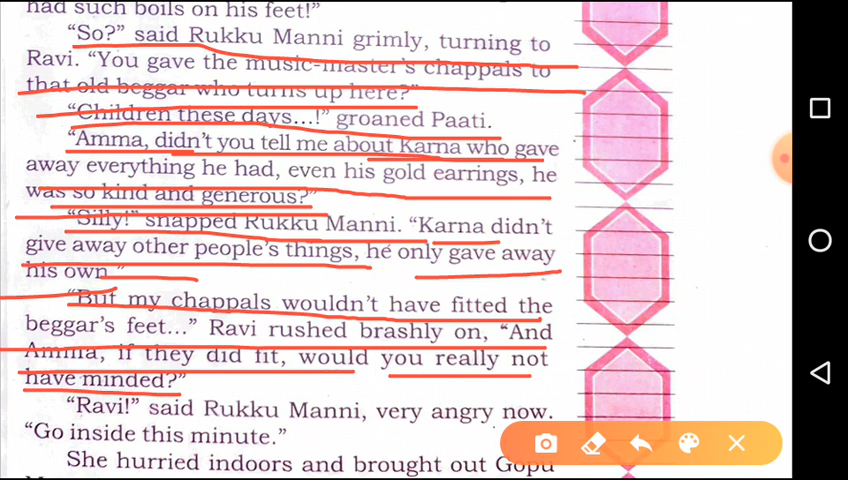 had such boils on his feet!"
"So?" said Rukku Manni grimly, turning to
Ravi. "You gave the music-master's chappals to
that old beggar who turns up here?"
"Children these days...!" groaned Paati.
"Amma, didn't you tell me about Karna who gave
away everything he had, even his gold earrings, he
was so kind and generous?"
"Silly!" snapped Rukku Manni. "Karna didn't
give away other people's things, he only gave away
his own."
"But my chappals wouldn't have fitted the
beggar's feet..." Ravi rushed brashly on, "And
Amma, if they did fit, would you really not
have minded?"
"Ravi!" said Rukku Manni, very angry now.
"Go inside this minute."
She hurried indoors and brought out Gopu